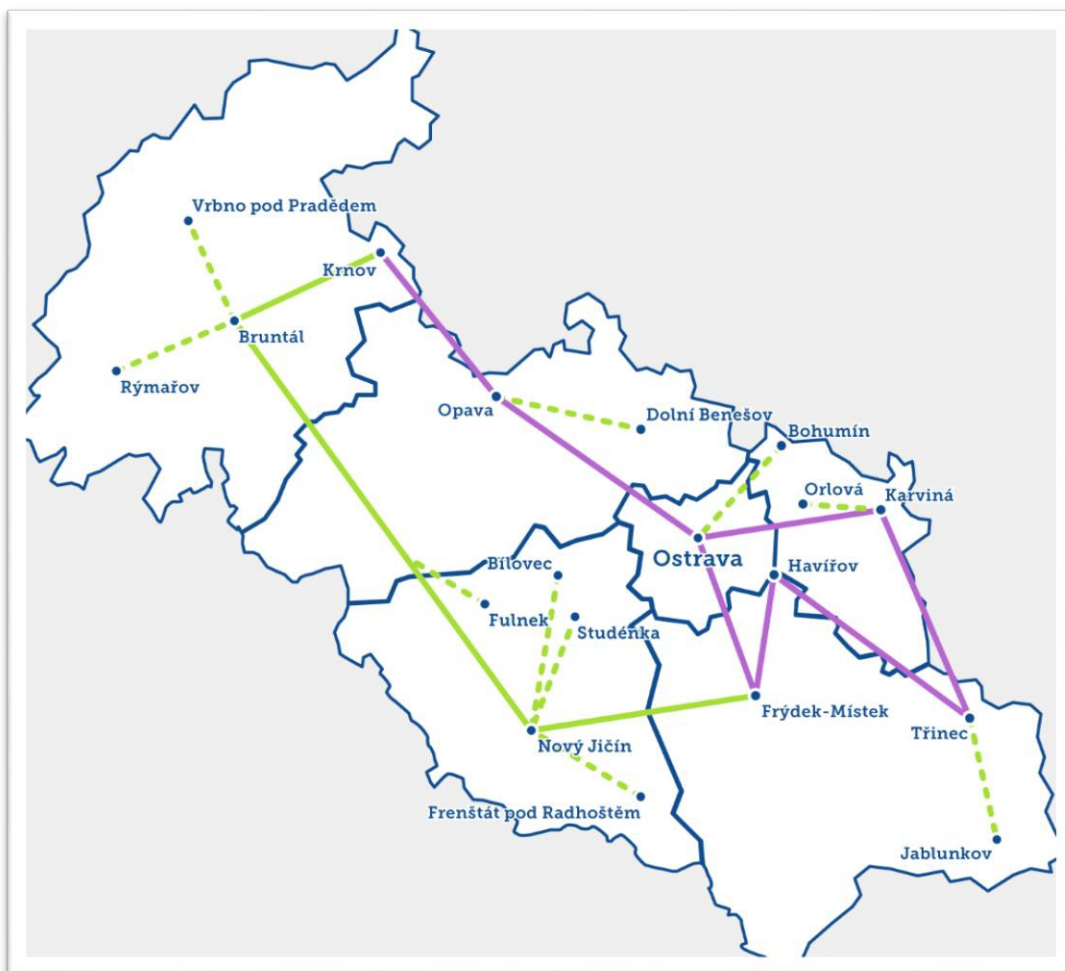 Vrbno pod Pradědem
Krnov
Bruntál
Rýmařov
Opava
Dolní Benešov
Bohumín
Orlová
Karviná
Ostrava
Bílovec
Havířov
Fulnek
Studénka
Frýdek-Místek
Třinec
Nový Jičín
Frenštát pod Radhoštěm
Jablunkov